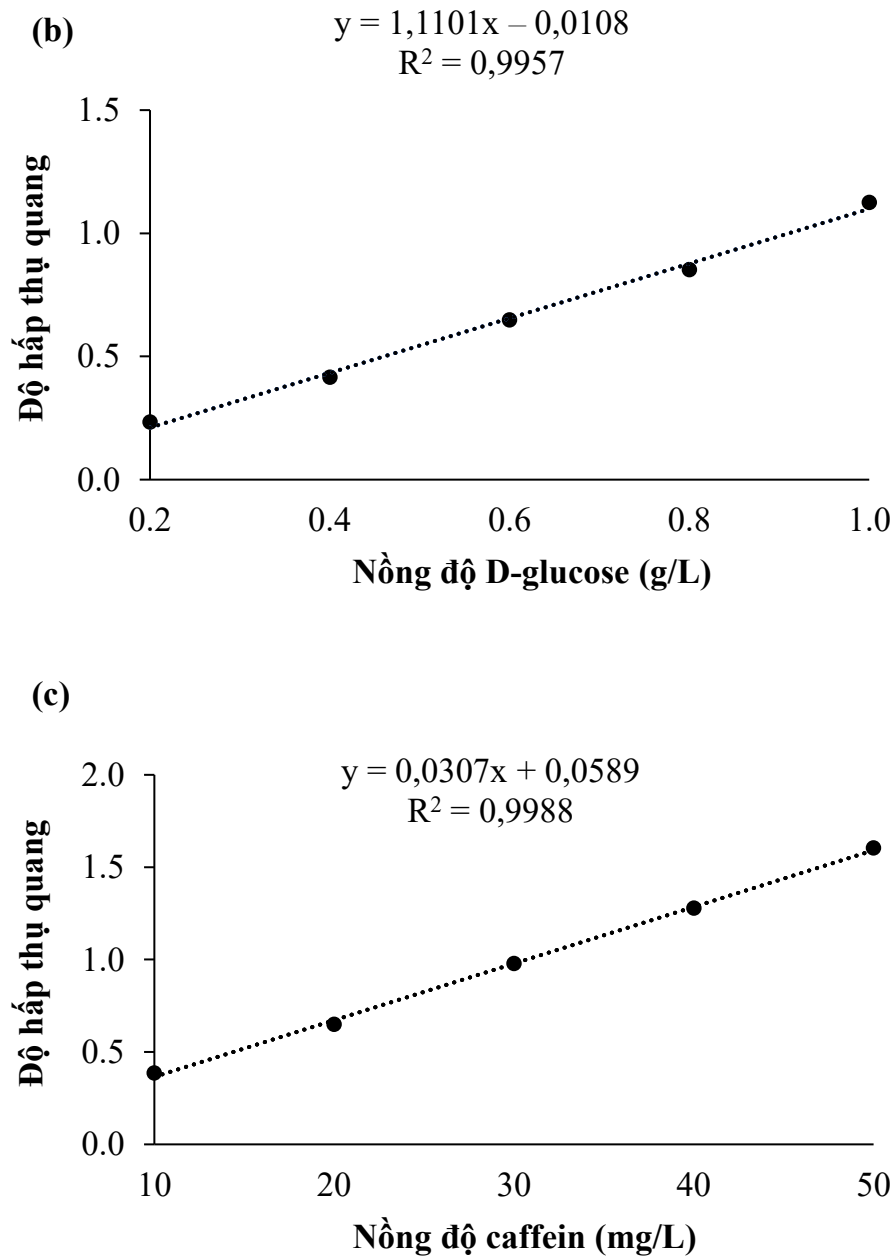 (b)
y = 1,1101x – 0,0108
R² = 0,9957
1.5
1.0
0.5
0.0
Độ hấp thụ quang
0.2 0.4 0.6 0.8 1.0
Nồng độ D-glucose (g/L)
(c)
y = 0,0307x + 0,0589
R² = 0,9988
2.0
1.5
1.0
0.5
0.0
Độ hấp thụ quang
10 20 30 40 50
Nồng độ caffein (mg/L)